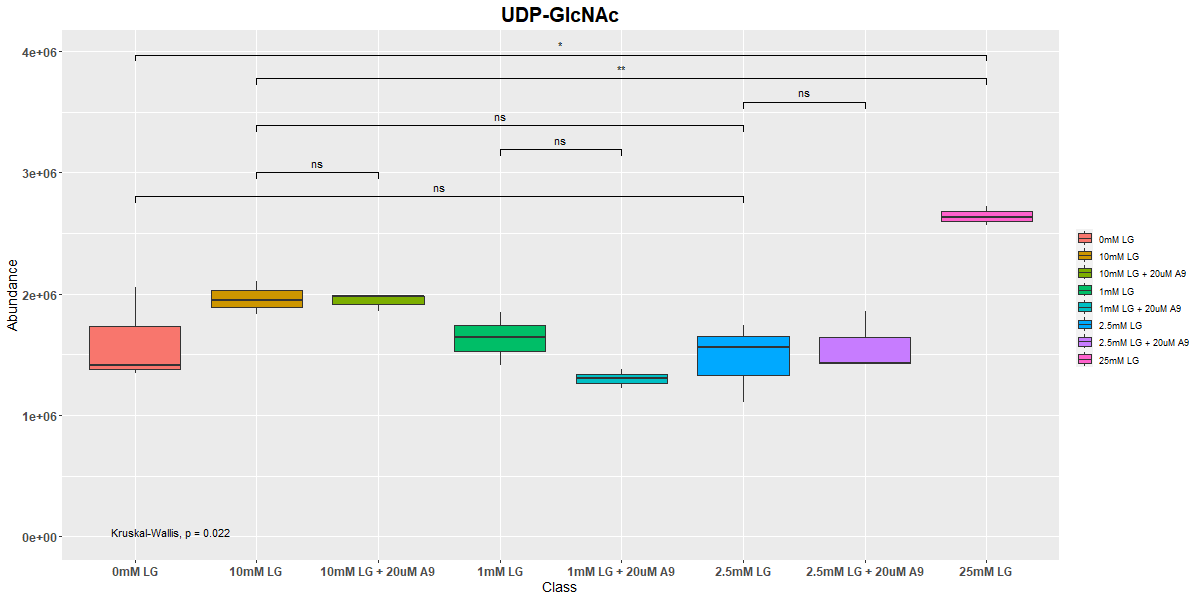 UDP-GlcNAc
4e+06
3e+06
2e+06
1e+06
0e+00
Abundance
*
**
ns
ns
ns
ns
ns
Kruskal-Wallis, p = 0.022
0mM LG
10mM LG
10mM LG + 20uM A9
1mM LG
1mM LG + 20uM A9
2.5mM LG
2.5mM LG + 20uM A9
25mM LG
Class
0mM LG
10mM LG
10mM LG + 20uM A9
1mM LG
1mM LG + 20uM A9
2.5mM LG
2.5mM LG + 20uM A9
25mM LG